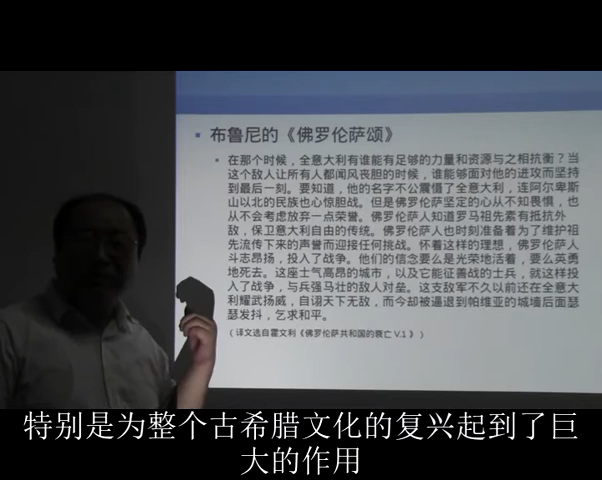 布鲁尼的《佛罗伦萨颂》
在那个时候，全意大利有谁能有足够的力量和资源与之相抗衡？当
这个敌人让所有人都闻风丧胆的时候，谁能够面对他的进攻而坚持
到最后一刻。要知道，他的名字不公震慑了全意大利，连阿尔卑斯
山以北的民族也心惊胆战。但是佛罗伦萨坚定的心从不知畏惧，也
从不会考虑放弃一点荣誉。佛罗伦萨人知道罗马祖先素有抵抗外
敌，保卫意大利自由的传统。佛罗伦萨人也时刻准备着为了维护祖
先流传下来的声誉而迎接任何挑战。怀着这样的理想，佛罗伦萨人
斗志昂扬，投入了战争。他们的信念要么是光荣地活着，要么英勇
地死去。这座士气高昂的城市，以及它能征善战的士兵，就这样投
入了战争，与兵强马壮的敌人对垒。这支敌军不久以前还在全意大
利耀武扬威，自诩天下无敌，而今却被逼退到帕维亚的城墙后面瑟
瑟发抖，乞求和平。
（译文选自霍文利《佛罗伦萨共和国的衰亡 V.1 》）
特别是为整个古希腊文化的复兴起到了巨
大的作用